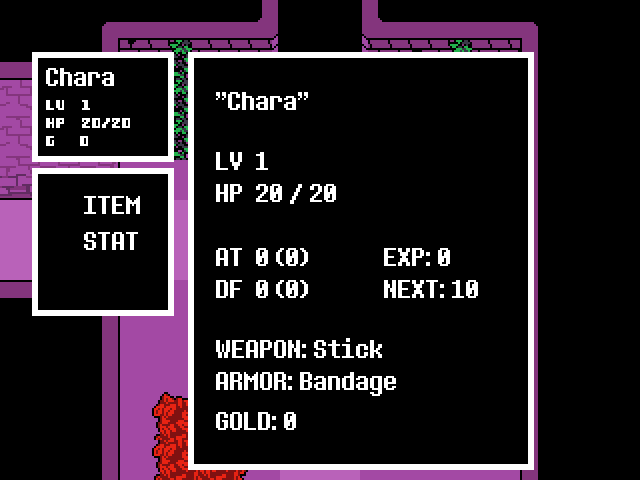 Chara
LV 1
HP 20/20
G 0
ITEM
STAT
”Chara”
LV 1
HP 20 / 20
AT 0 (0) EXP: 0
DF 0 (0) NEXT: 10
WEAPON: Stick
ARMOR: Bandage
GOLD: 0